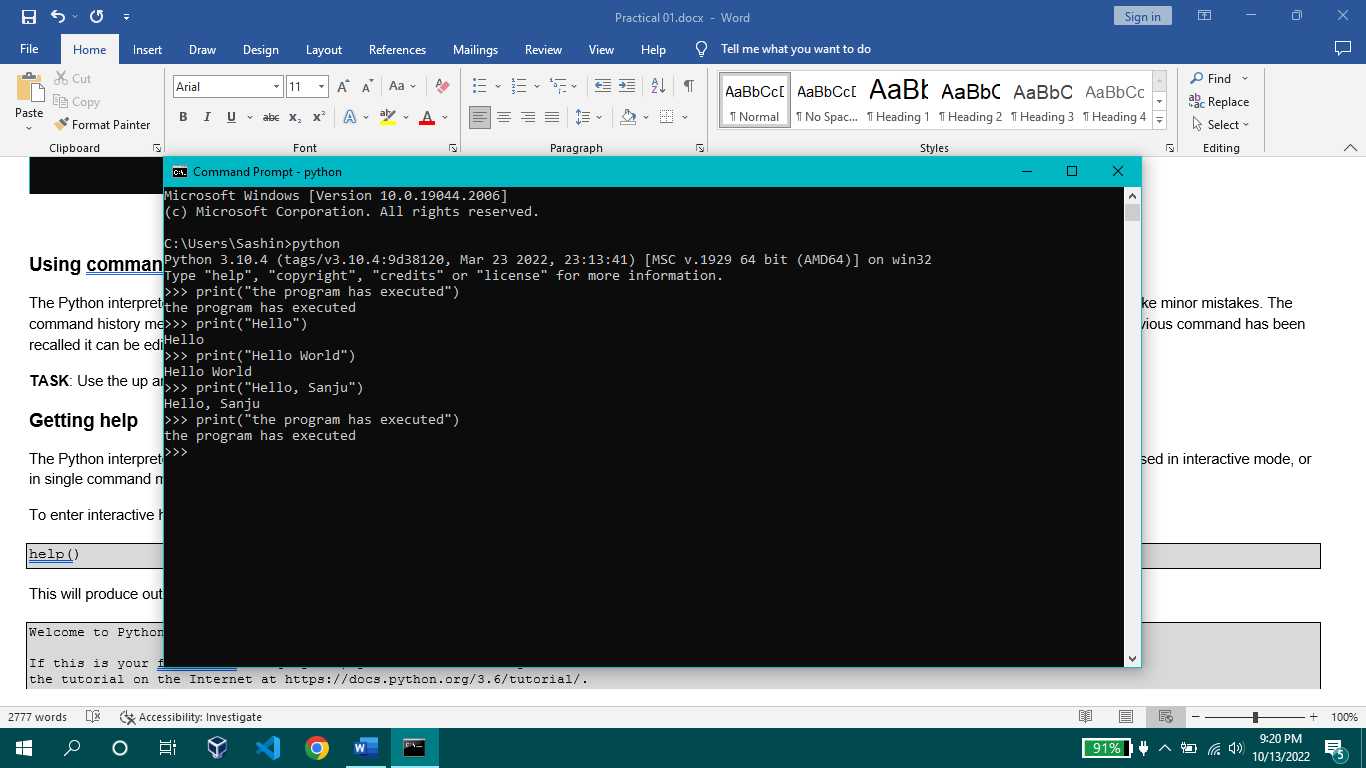 Practical 01.docx - Word
Sign in
File Home Insert Draw Design Layout References Mailings Review View Help Tell me what you want to do
Paste
Cut
Copy
Format Painter
Clipboard
Arial 11
Aa
B I U abc x₂ x² A ab A
Font
Paragraph
AaBbCcD AaBbCcD AaBb AaBbC AaBbC AaBbCc
¶ Normal ¶ No Spac... ¶ Heading 1 ¶ Heading 2 ¶ Heading 3 ¶ Heading 4
Styles
Find
Replace
Select
Editing
Command Prompt - python
Microsoft Windows [Version 10.0.19044.2006]
(c) Microsoft Corporation. All rights reserved.
C:\Users\Sashin>python
Python 3.10.4 (tags/v3.10.4:9d38120, Mar 23 2022, 23:13:41) [MSC v.1929 64 bit (AMD64)] on win32
Type "help", "copyright", "credits" or "license" for more information.
>>> print("the program has executed")
the program has executed
>>> print("Hello")
Hello
>>> print("Hello World")
Hello World
>>> print("Hello, Sanju")
Hello, Sanju
>>> print("the program has executed")
the program has executed
>>>
Using comman
The Python interprete ke minor mistakes. The
command history me vious command has been
recalled it can be edi
TASK: Use the up ar
Getting help
The Python interprete sed in interactive mode, or
in single command m
To enter interactive h
help()
This will produce out
Welcome to Python
If this is your f
the tutorial on the Internet at https://docs.python.org/3.6/tutorial/.
2777 words Accessibility: Investigate 100%
91% 9:20 PM
10/13/2022 5